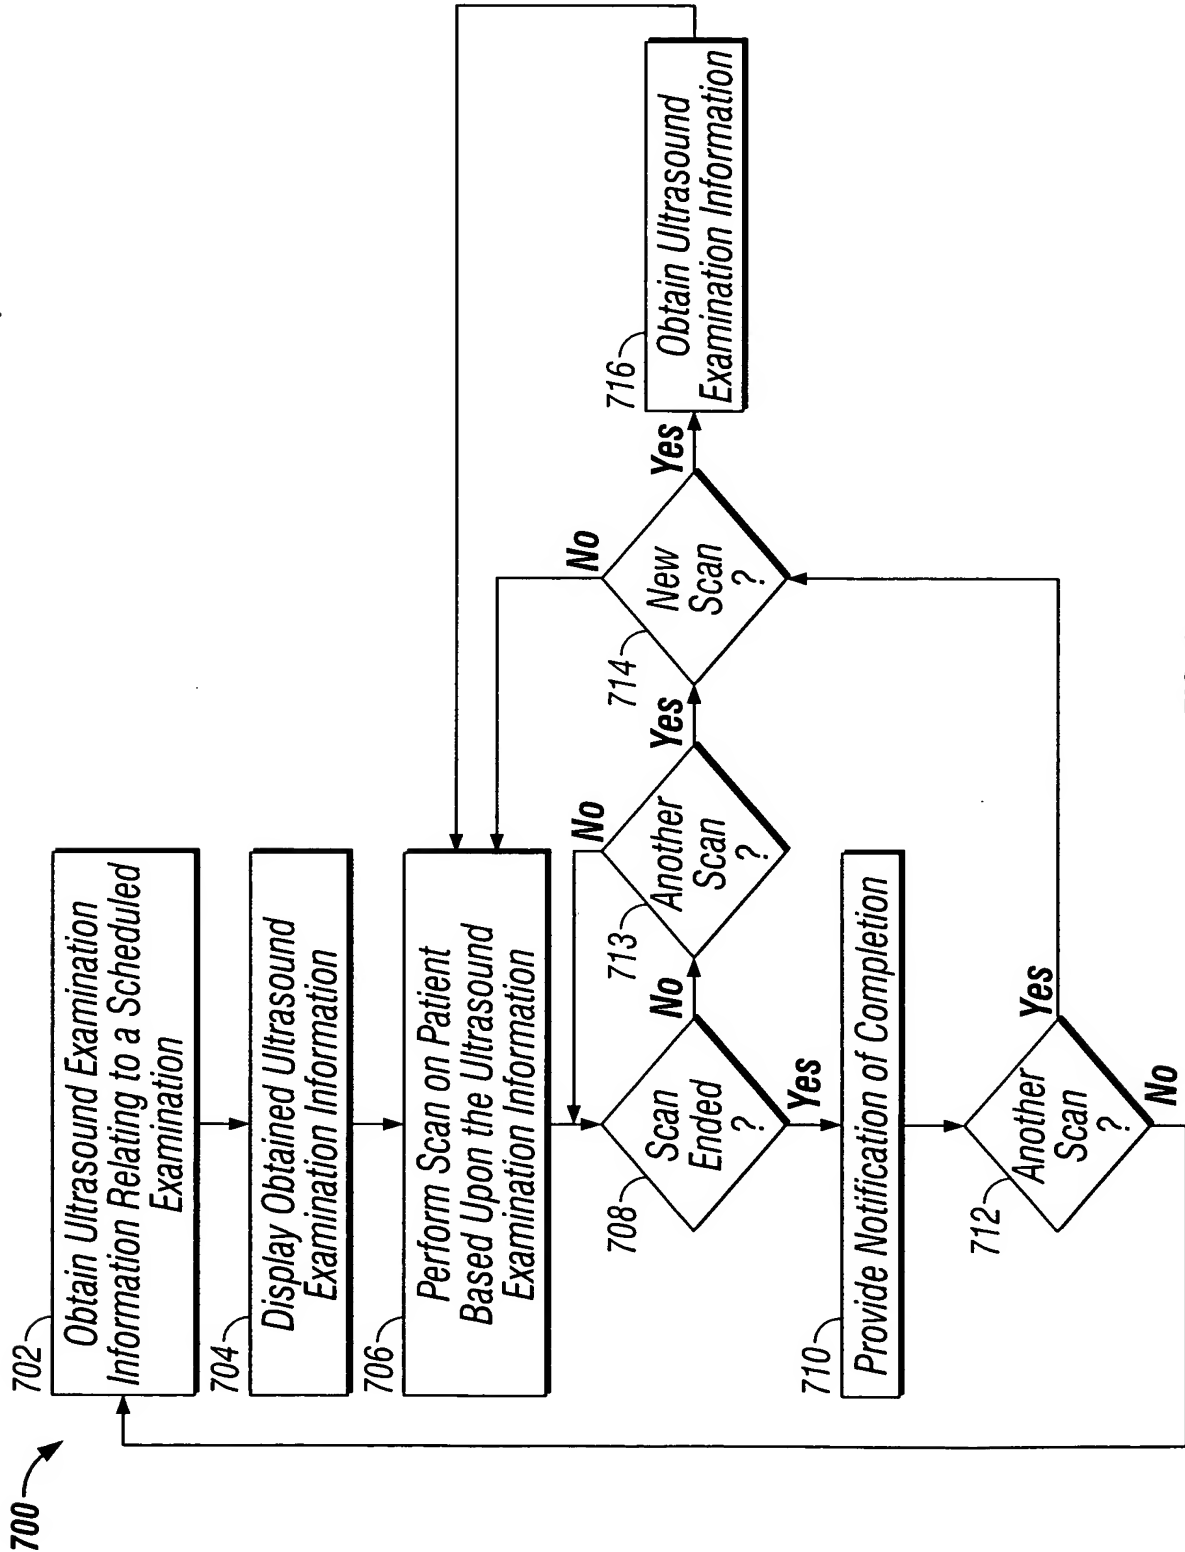 700
702
Obtain Ultrasound Examination
Information Relating to a Scheduled
Examination
704
Display Obtained Ultrasound
Examination Information
706
Perform Scan on Patient
Based Upon the Ultrasound
Examination Information
708
Scan
Ended
?
No
Yes
713
Another
Scan
?
No
Yes
714
New
Scan
?
No
Yes
716
Obtain Ultrasound
Examination Information
710
Provide Notification of Completion
712
Another
Scan
?
Yes
No